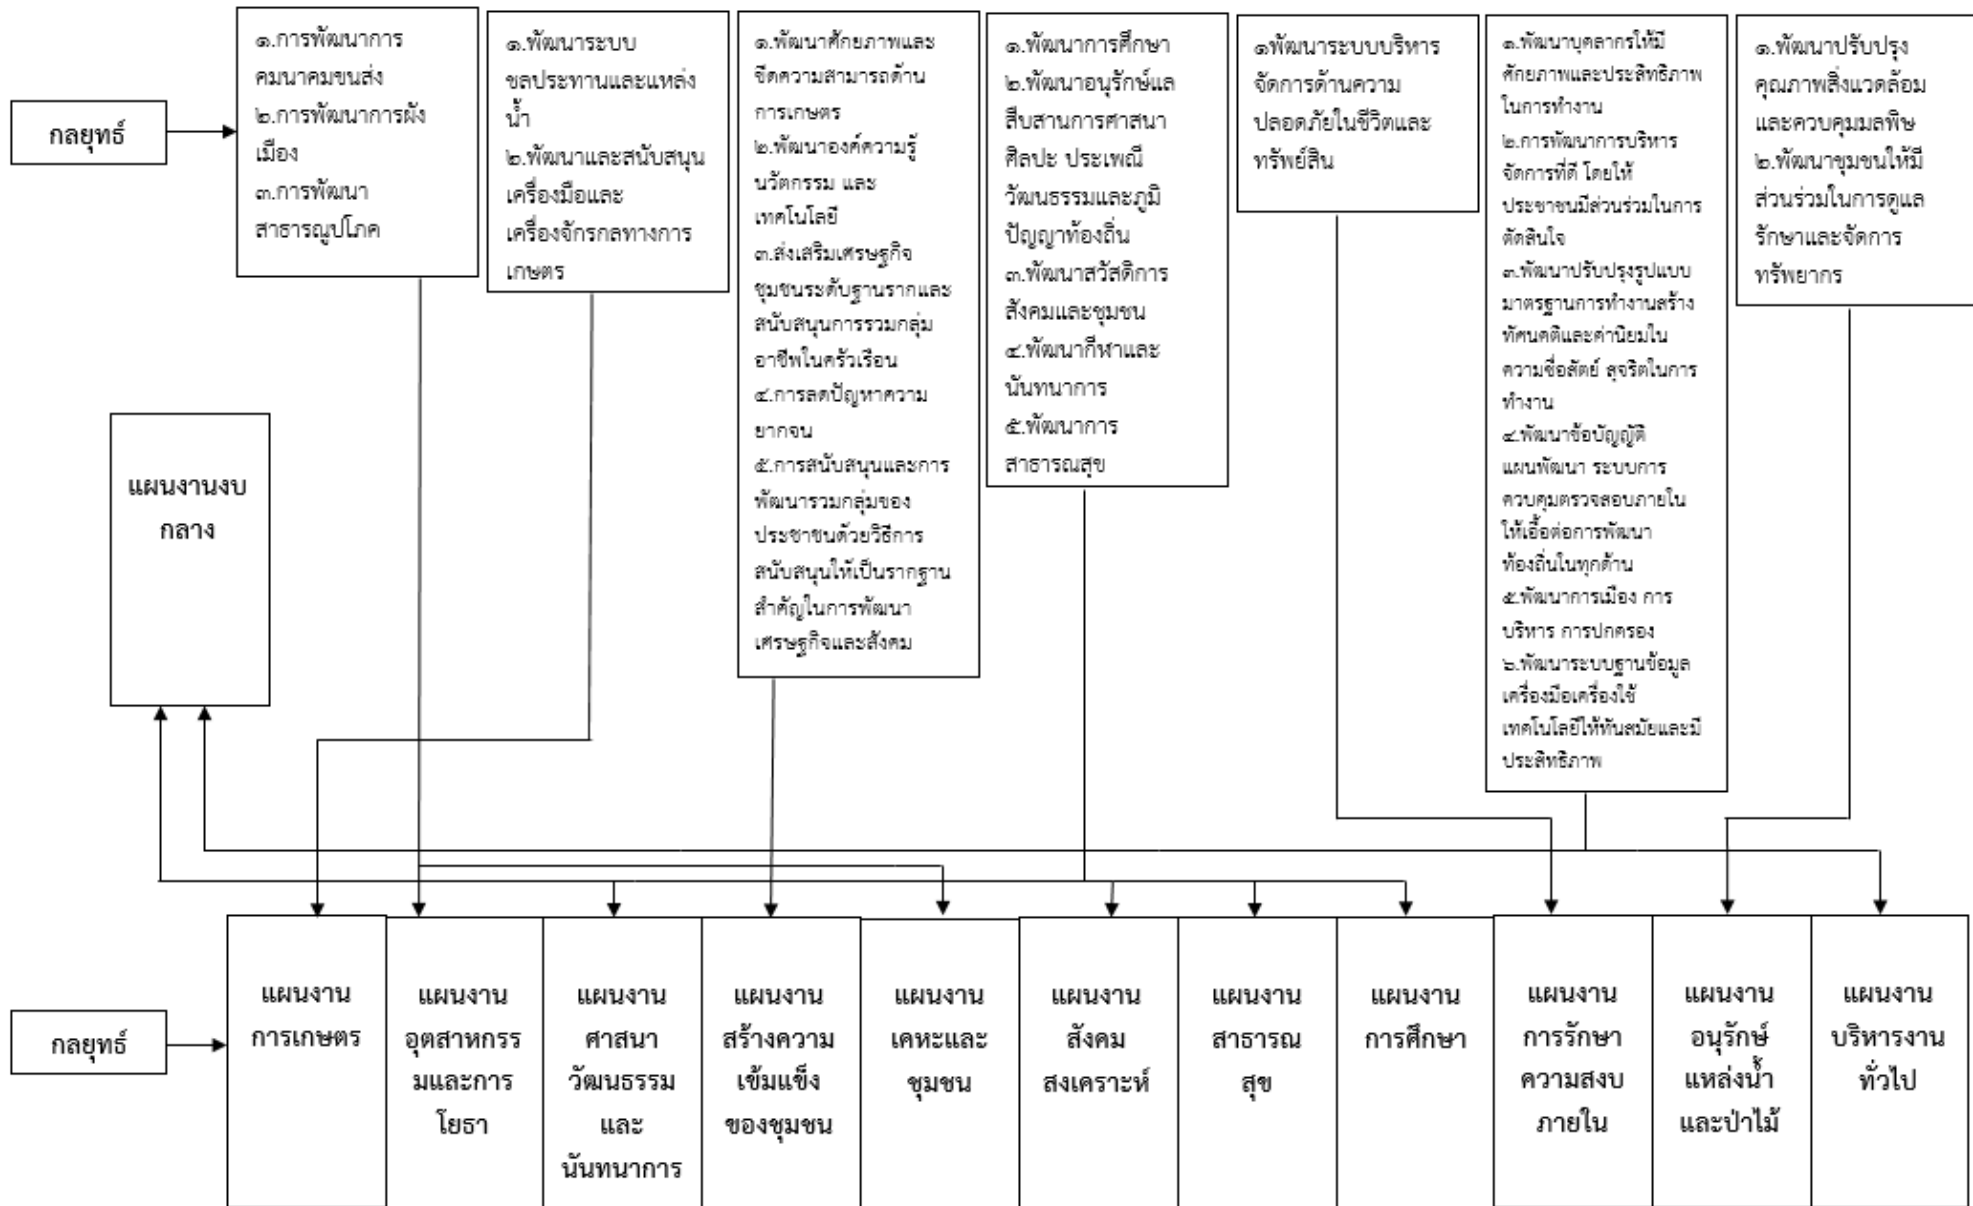 กลยุทธ์
๑.การพัฒนาการ
คมนาคมขนส่ง
๒.การพัฒนาการผัง
เมือง
๓.การพัฒนา
สาธารณูปโภค
๑.พัฒนาระบบ
ชลประทานและแหล่ง
น้ำ
๒.พัฒนาและสนับสนุน
เครื่องมือและ
เครื่องจักรกลทางการ
เกษตร
๑.พัฒนาศักยภาพและ
ขีดความสามารถด้าน
การเกษตร
๒.พัฒนาองค์ความรู้
นวัตกรรม และ
เทคโนโลยี
๓.ส่งเสริมเศรษฐกิจ
ชุมชนระดับฐานรากและ
สนับสนุนการรวมกลุ่ม
อาชีพในครัวเรือน
๔.การลดปัญหาความ
ยากจน
๕.การสนับสนุนและการ
พัฒนารวมกลุ่มของ
ประชาชนด้วยวิธีการ
สนับสนุนให้เป็นรากฐาน
สำคัญในการพัฒนา
เศรษฐกิจและสังคม
๑.พัฒนาการศึกษา
๒.พัฒนาอนุรักษ์แล
สืบสานการศาสนา
ศิลปะ ประเพณี
วัฒนธรรมและภูมิ
ปัญญาท้องถิ่น
๓.พัฒนาสวัสดิการ
สังคมและชุมชน
๔.พัฒนากีฬาและ
นันทนาการ
๕.พัฒนาการ
สาธารณสุข
๑พัฒนาระบบบริหาร
จัดการด้านความ
ปลอดภัยในชีวิตและ
ทรัพย์สิน
๑.พัฒนาบุคลากรให้มี
ศักยภาพและประสิทธิภาพ
ในการทำงาน
๒.การพัฒนาการบริหาร
จัดการที่ดี โดยให้
ประชาชนมีส่วนร่วมในการ
ตัดสินใจ
๓.พัฒนาปรับปรุงรูปแบบ
มาตรฐานการทำงานสร้าง
ทัศนคติและค่านิยมใน
ความซื่อสัตย์ สุจริตในการ
ทำงาน
๔.พัฒนาข้อบัญญัติ
แผนพัฒนา ระบบการ
ควบคุมตรวจสอบภายใน
ให้เอื้อต่อการพัฒนา
ท้องถิ่นในทุกด้าน
๕.พัฒนาการเมือง การ
บริหาร การปกครอง
๖.พัฒนาระบบฐานข้อมูล
เครื่องมือเครื่องใช้
เทคโนโลยีให้ทันสมัยและมี
ประสิทธิภาพ
๑.พัฒนาปรับปรุง
คุณภาพสิ่งแวดล้อม
และควบคุมมลพิษ
๒.พัฒนาชุมชนให้มี
ส่วนร่วมในการดูแล
รักษาและจัดการ
ทรัพยากร
แผนงานงบ
กลาง
กลยุทธ์
แผนงาน
การเกษตร
แผนงาน
อุตสาหกรร
มและการ
โยธา
แผนงาน
ศาสนา
วัฒนธรรม
และ
นันทนาการ
แผนงาน
สร้างความ
เข้มแข็ง
ของชุมชน
แผนงาน
เคหะและ
ชุมชน
แผนงาน
สังคม
สงเคราะห์
แผนงาน
สาธารณ
สุข
แผนงาน
การศึกษา
แผนงาน
การรักษา
ความสงบ
ภายใน
แผนงาน
อนุรักษ์
แหล่งน้ำ
และป่าไม้
แผนงาน
บริหารงาน
ทั่วไป